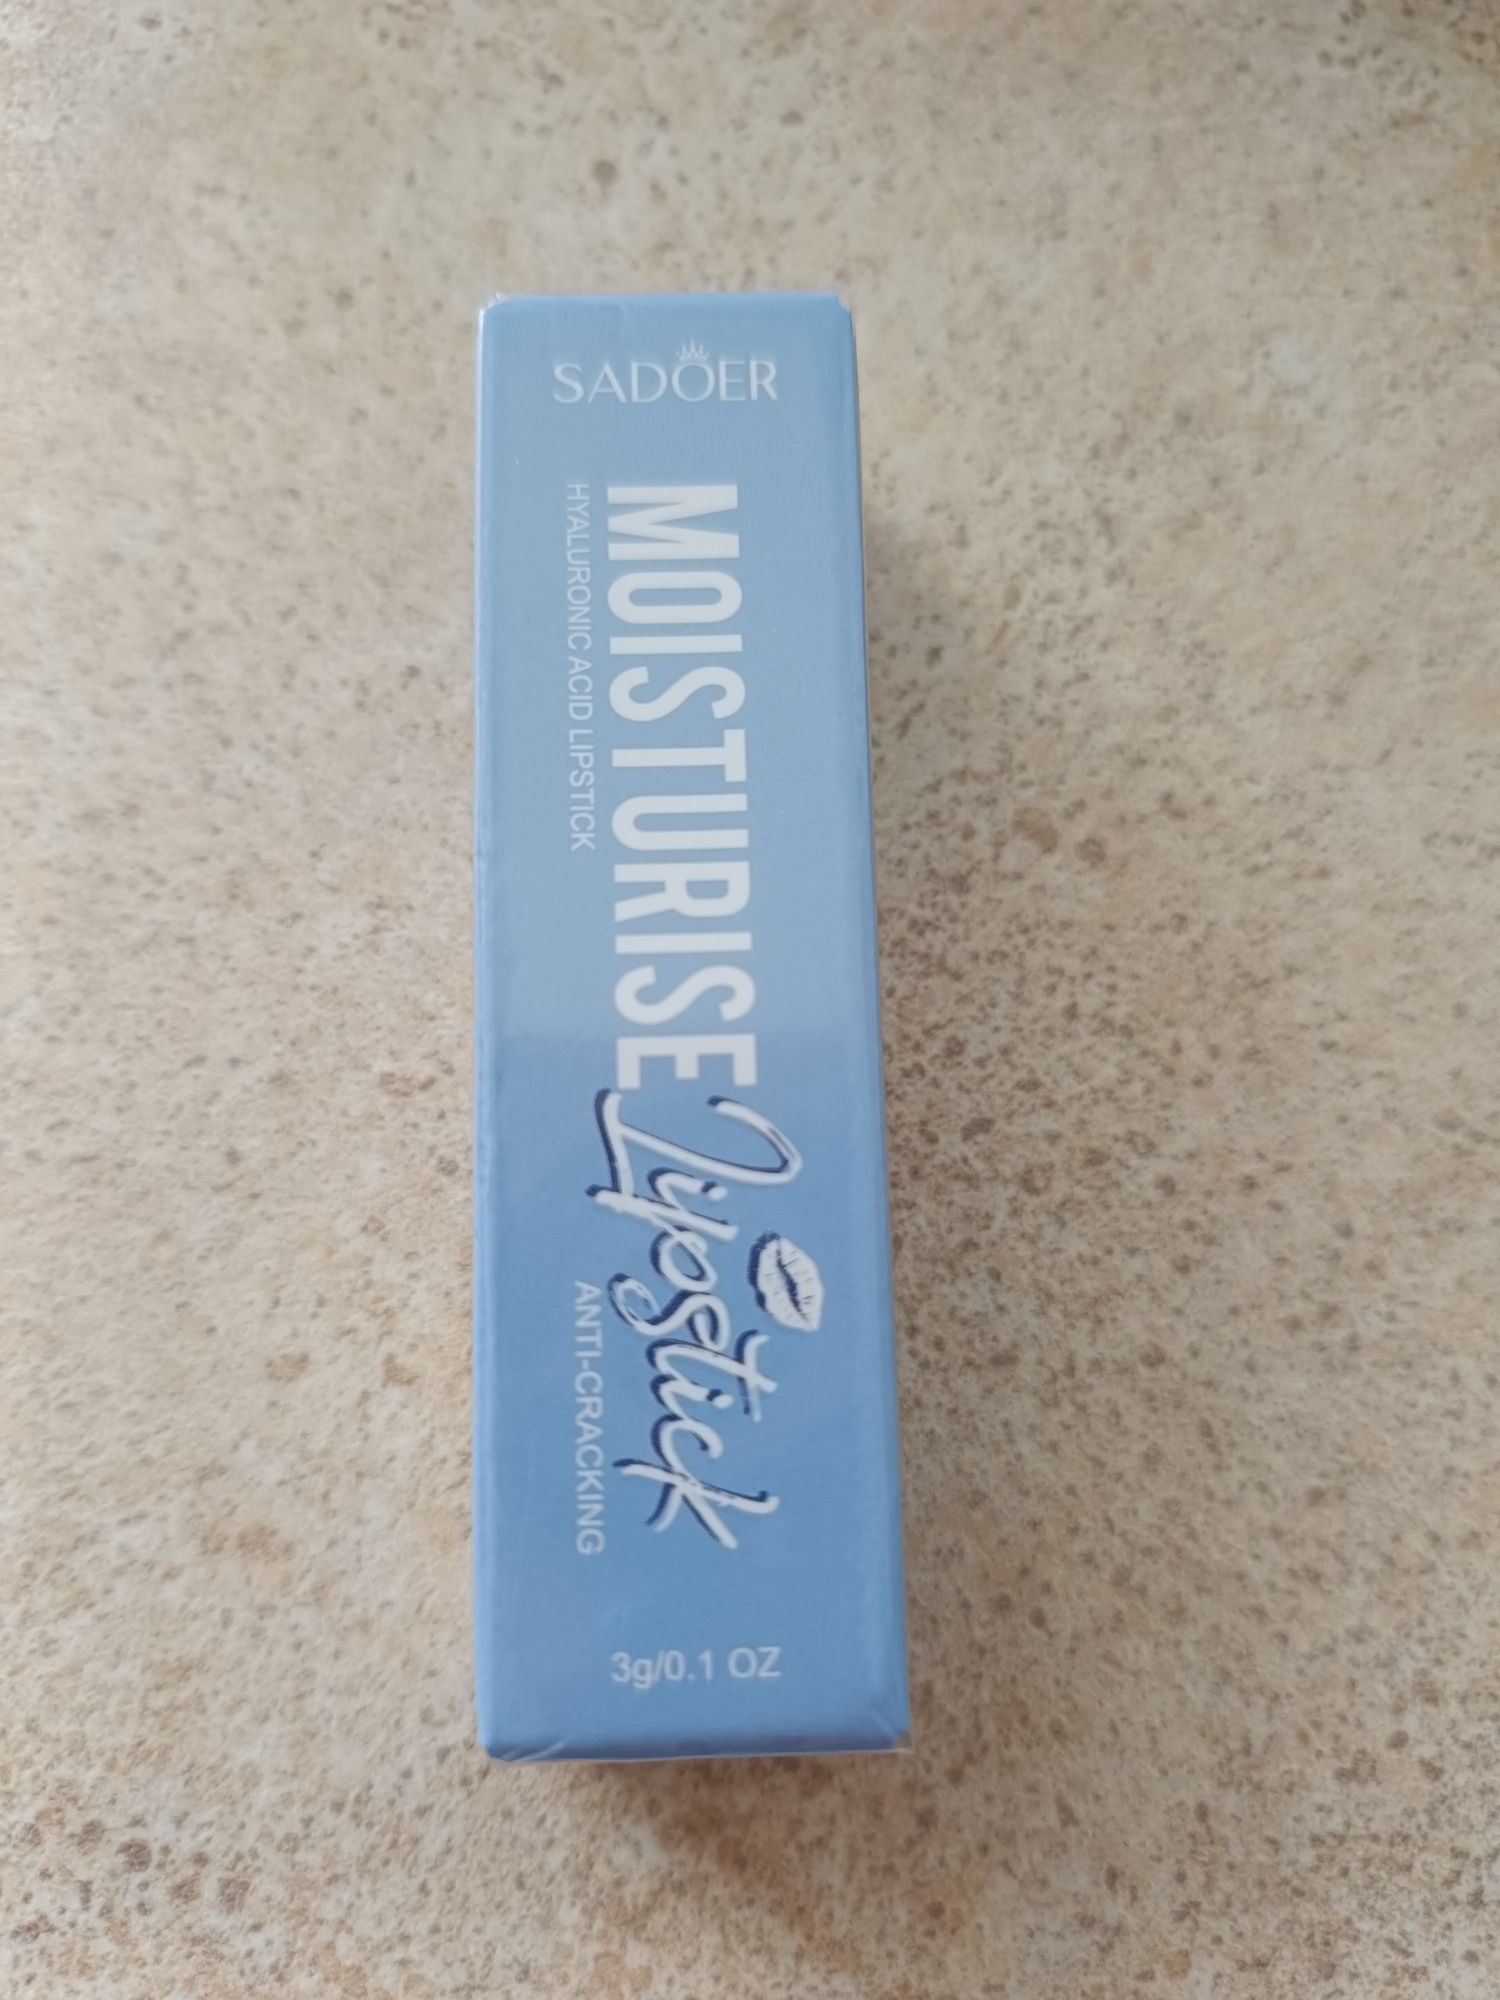 SADOER
MOISTURISE Lipstick
HYALURONIC ACID LIPSTICK
ANTI-CRACKING
3g/0.1 OZ